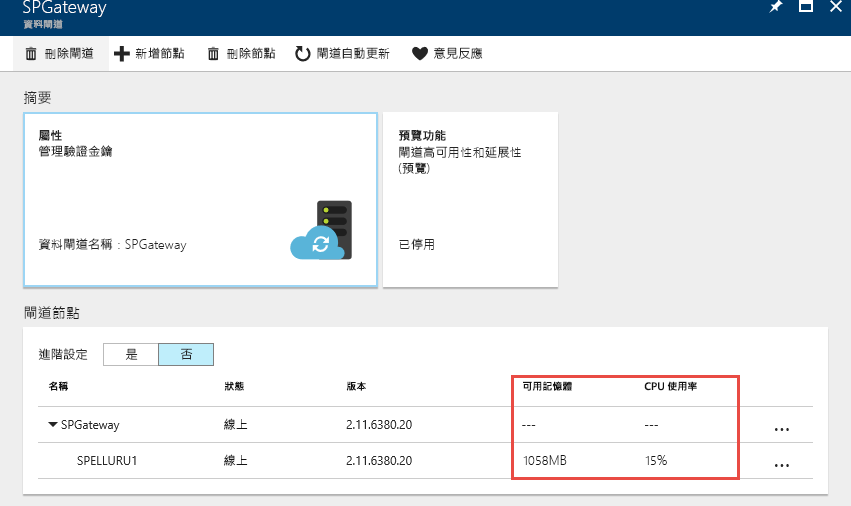 SPGateway
資料閘道
刪除閘道 新增節點 刪除節點 閘道自動更新 意見反應
摘要
屬性
管理驗證金鑰
資料閘道名稱：SPGateway
預覽功能
閘道高可用性和延展性
(預覽)
已停用
閘道節點
進階設定 是 否
名稱 狀態 版本 可用記憶體 CPU 使用率
SPGateway 線上 2.11.6380.20 --- --- ...
SPELLURU1 線上 2.11.6380.20 1058MB 15% ...